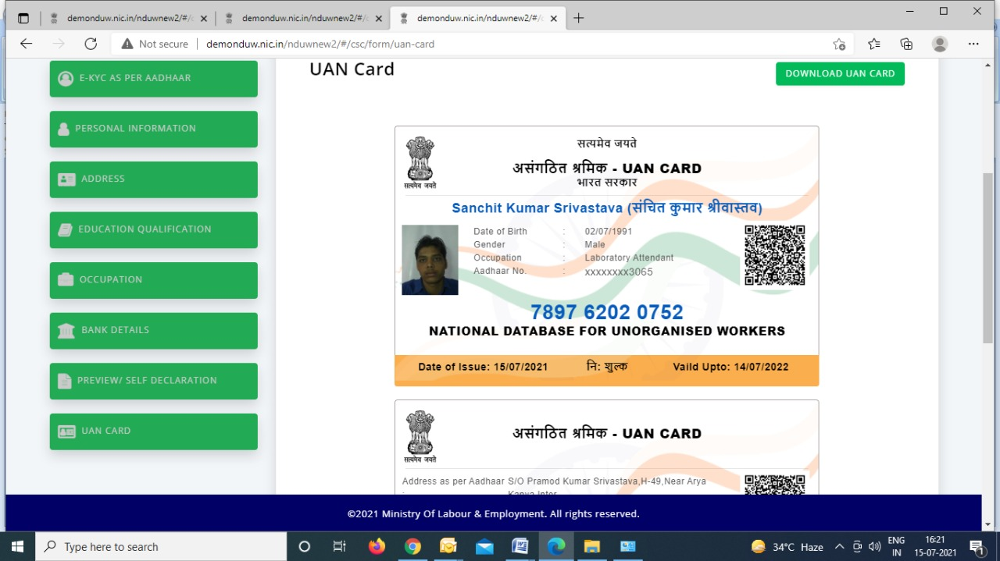 demonduw.nic.in/nduwnew2/#/c
demonduw.nic.in/nduwnew2/#/c
demonduw.nic.in/nduwnew2/#/c
Not secure
demonduw.nic.in/nduwnew2/#/csc/form/uan-card
UAN Card
DOWNLOAD UAN CARD
E-KYC AS PER AADHAAR
PERSONAL INFORMATION
ADDRESS
EDUCATION QUALIFICATION
OCCUPATION
BANK DETAILS
PREVIEW/ SELF DECLARATION
UAN CARD
सत्यमेव जयते
सत्यमेव जयते
असंगठित श्रमिक - UAN CARD
भारत सरकार
Sanchit Kumar Srivastava (संचित कुमार श्रीवास्तव)
Date of Birth : 02/07/1991
Gender : Male
Occupation : Laboratory Attendant
Aadhaar No. : xxxxxxxx3065
7897 6202 0752
NATIONAL DATABASE FOR UNORGANISED WORKERS
Date of Issue: 15/07/2021 नि: शुल्क Vaild Upto: 14/07/2022
असंगठित श्रमिक - UAN CARD
सत्यमेव जयते
Address as per Aadhaar S/O Pramod Kumar Srivastava,H-49,Near Arya
: Kanya Inter
©2021 Ministry Of Labour & Employment. All rights reserved.
Type here to search
34°C Haze
ENG
IN
16:21
15-07-2021
1